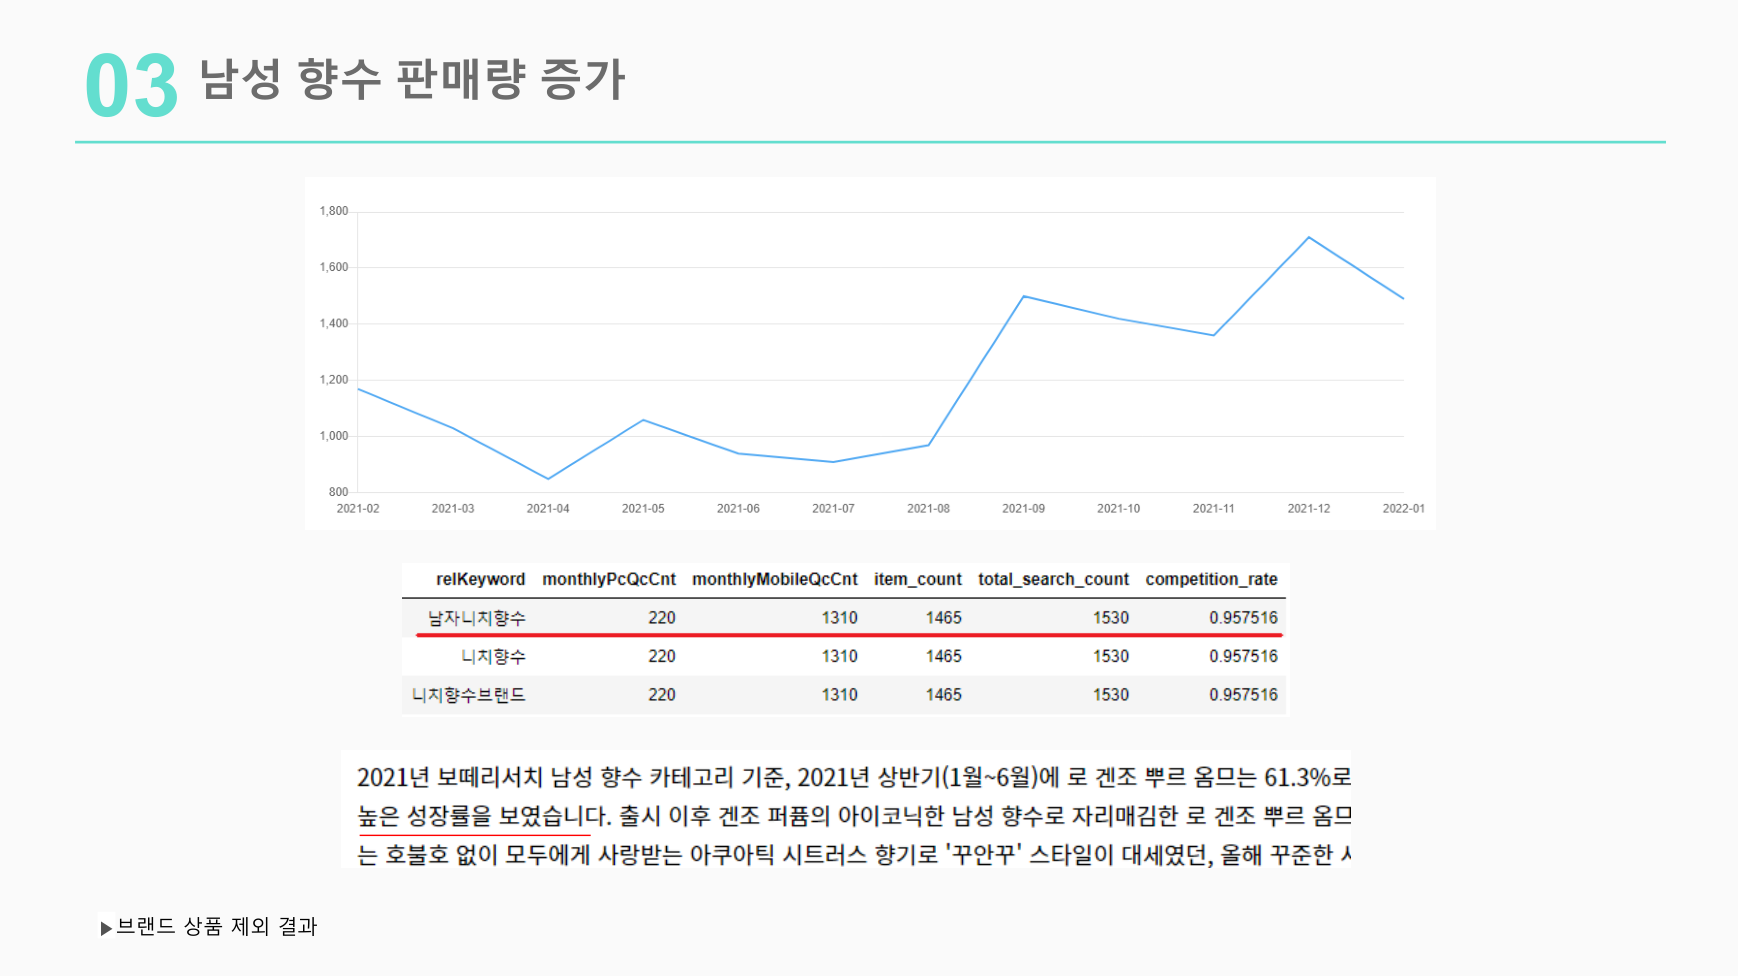 03 남성 향수 판매량 증가
1,800
1,600
1,400
1,200
1,000
800
2021-02 2021-03 2021-04 2021-05 2021-06 2021-07 2021-08 2021-09 2021-10 2021-11 2021-12 2022-01
relKeyword monthlyPcQcCnt monthlyMobileQcCnt item_count total_search_count competition_rate
남자니치향수 220 1310 1465 1530 0.957516
니치향수 220 1310 1465 1530 0.957516
니치향수브랜드 220 1310 1465 1530 0.957516
2021년 보떼리서치 남성 향수 카테고리 기준, 2021년 상반기(1월~6월)에 로 겐조 뿌르 옴므는 61.3%로
높은 성장률을 보였습니다. 출시 이후 겐조 퍼퓸의 아이코닉한 남성 향수로 자리매김한 로 겐조 뿌르 옴므
는 호불호 없이 모두에게 사랑받는 아쿠아틱 시트러스 향기로 '꾸안꾸' 스타일이 대세였던, 올해 꾸준한
▶브랜드 상품 제외 결과